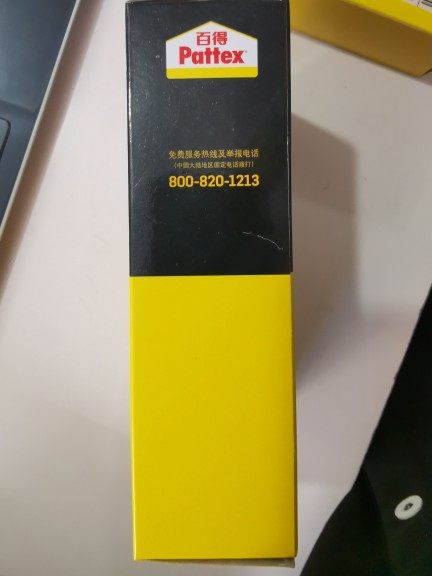 百得
Pattex
免费服务热线及举报电话
(中国大陆地区固定电话拨打)
800-820-1213